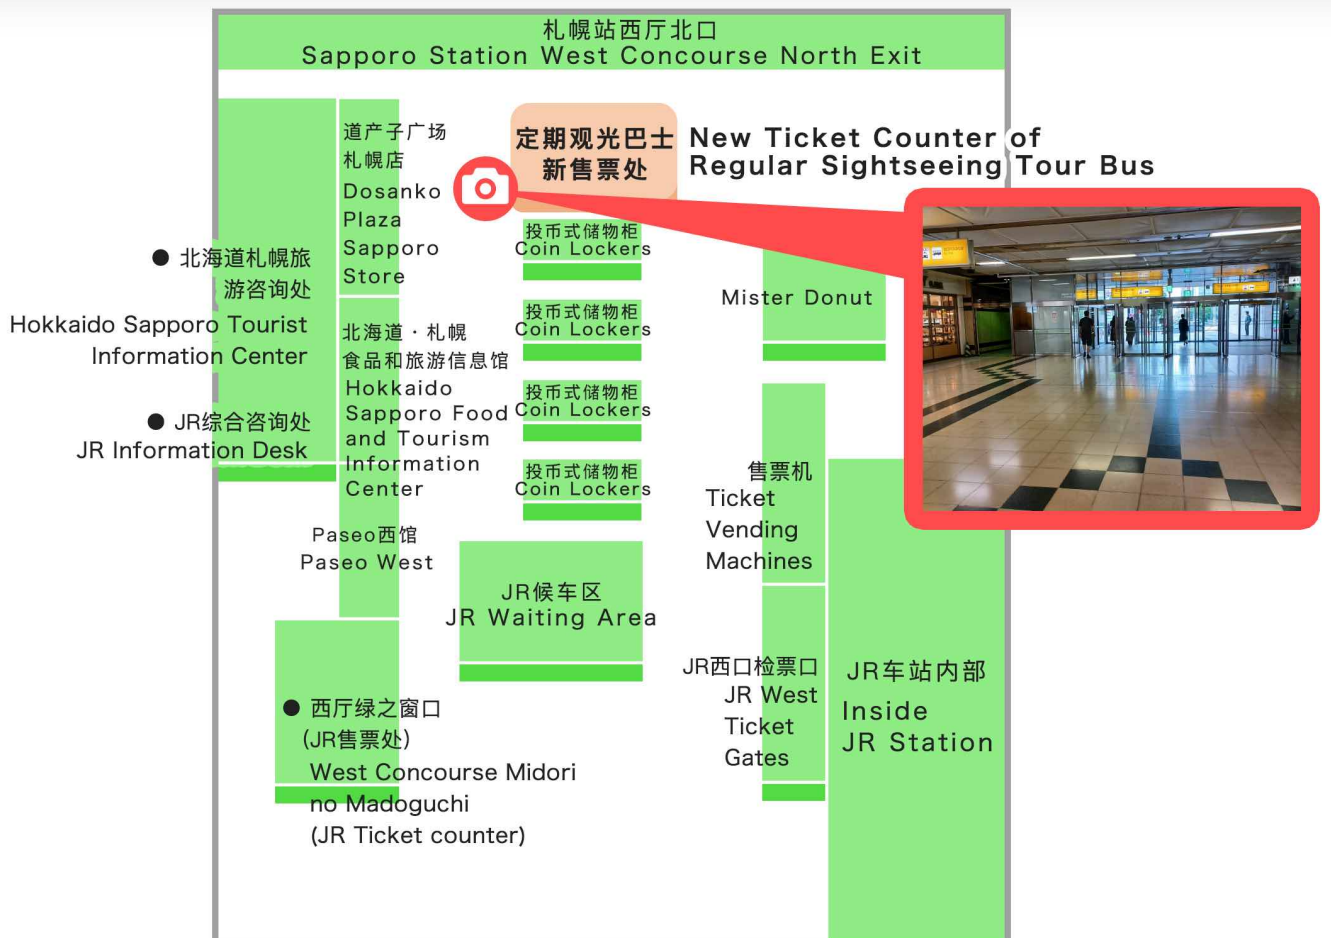 札幌站西厅北口
Sapporo Station West Concourse North Exit
道产子广场
札幌店
Dosanko
Plaza
Sapporo
Store
定期观光巴士
新售票处
New Ticket Counter of
Regular Sightseeing Tour Bus
投币式储物柜
Coin Lockers
投币式储物柜
Coin Lockers
投币式储物柜
Coin Lockers
投币式储物柜
Coin Lockers
Mister Donut
● 北海道札幌旅
游咨询处
Hokkaido Sapporo Tourist
Information Center
● JR综合咨询处
JR Information Desk
北海道·札幌
食品和旅游信息馆
Hokkaido
Sapporo Food
and Tourism
Information
Center
Paseo西馆
Paseo West
售票机
Ticket
Vending
Machines
JR候车区
JR Waiting Area
JR西口检票口
JR West
Ticket
Gates
JR车站内部
Inside
JR Station
● 西厅绿之窗口
(JR售票处)
West Concourse Midori
no Madoguchi
(JR Ticket counter)